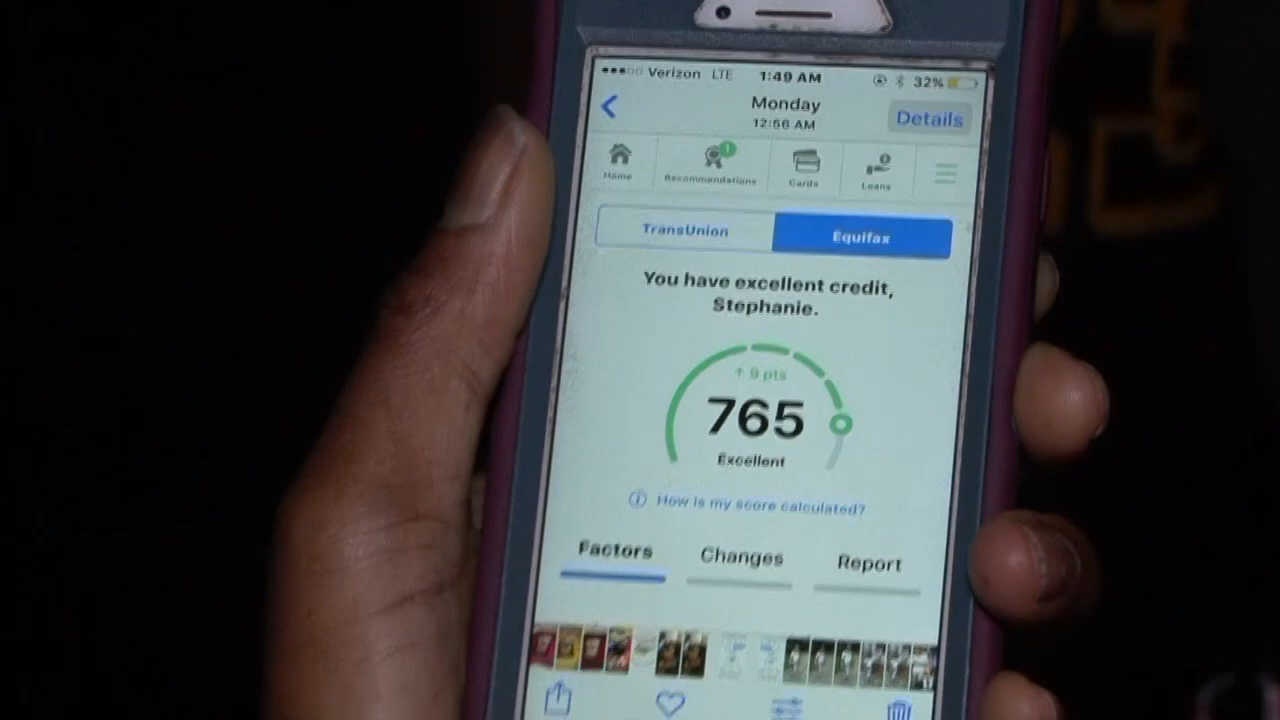 Verizon LTE 1:49 AM 32%
Monday
12:56 AM
Details
1
Home Recommendations Cards Loans
TransUnion Equifax
You have excellent credit,
Stephanie.
↑ 9 pts
765
Excellent
How is my score calculated?
Factors Changes Report